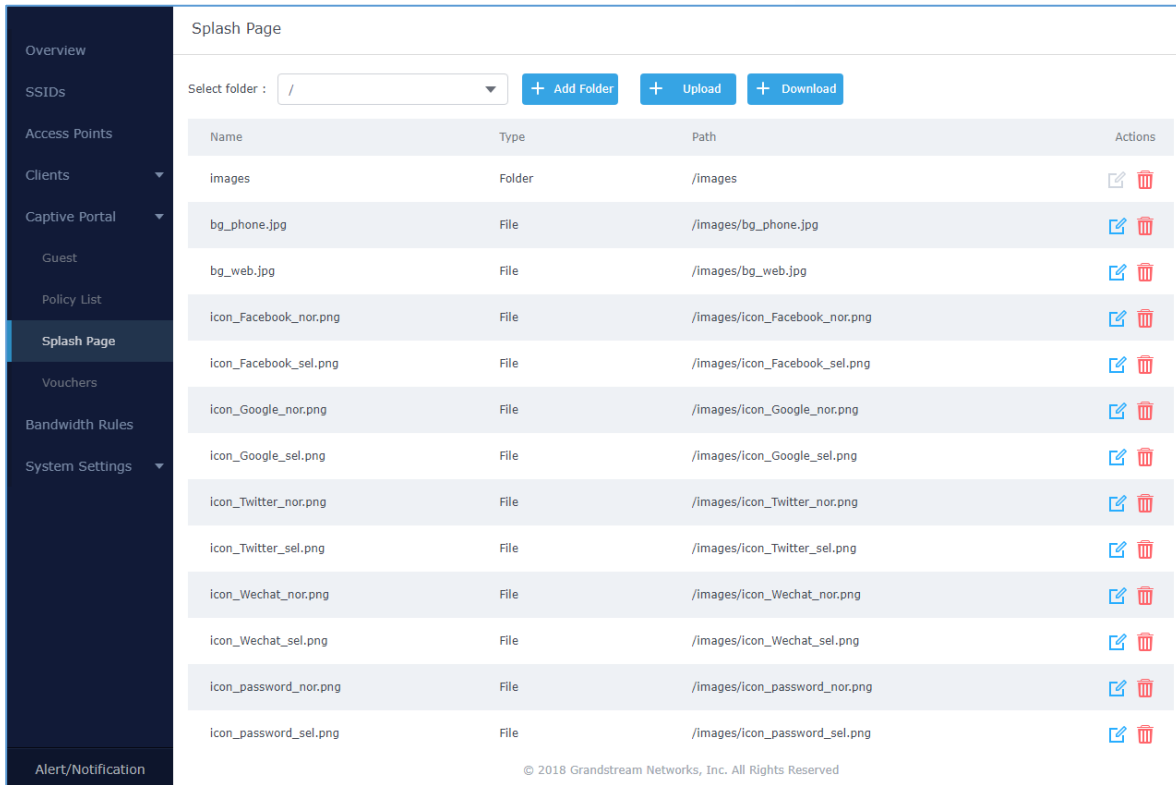 Splash Page
Overview
SSIDs
Access Points
Clients
Captive Portal
Guest
Policy List
Splash Page
Vouchers
Bandwidth Rules
System Settings
Alert/Notification
Select folder : / + Add Folder + Upload + Download
Name Type Path Actions
images Folder /images
bg_phone.jpg File /images/bg_phone.jpg
bg_web.jpg File /images/bg_web.jpg
icon_Facebook_nor.png File /images/icon_Facebook_nor.png
icon_Facebook_sel.png File /images/icon_Facebook_sel.png
icon_Google_nor.png File /images/icon_Google_nor.png
icon_Google_sel.png File /images/icon_Google_sel.png
icon_Twitter_nor.png File /images/icon_Twitter_nor.png
icon_Twitter_sel.png File /images/icon_Twitter_sel.png
icon_Wechat_nor.png File /images/icon_Wechat_nor.png
icon_Wechat_sel.png File /images/icon_Wechat_sel.png
icon_password_nor.png File /images/icon_password_nor.png
icon_password_sel.png File /images/icon_password_sel.png
© 2018 Grandstream Networks, Inc. All Rights Reserved